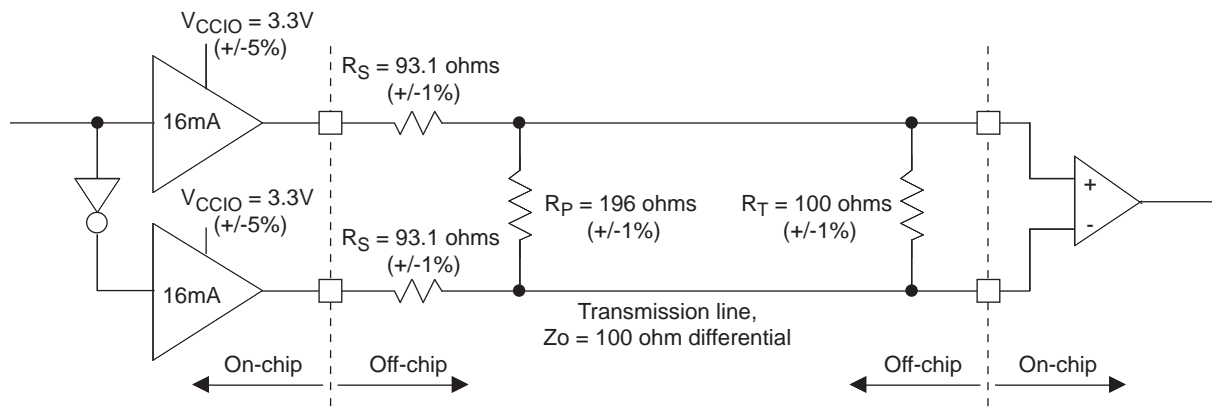 VCCIO = 3.3V
(+/-5%)
16mA
RS = 93.1 ohms
(+/-1%)
VCCIO = 3.3V
(+/-5%)
16mA
RS = 93.1 ohms
(+/-1%)
RP = 196 ohms
(+/-1%)
RT = 100 ohms
(+/-1%)
+
-
Transmission line,
Zo = 100 ohm differential
On-chip
Off-chip
Off-chip
On-chip